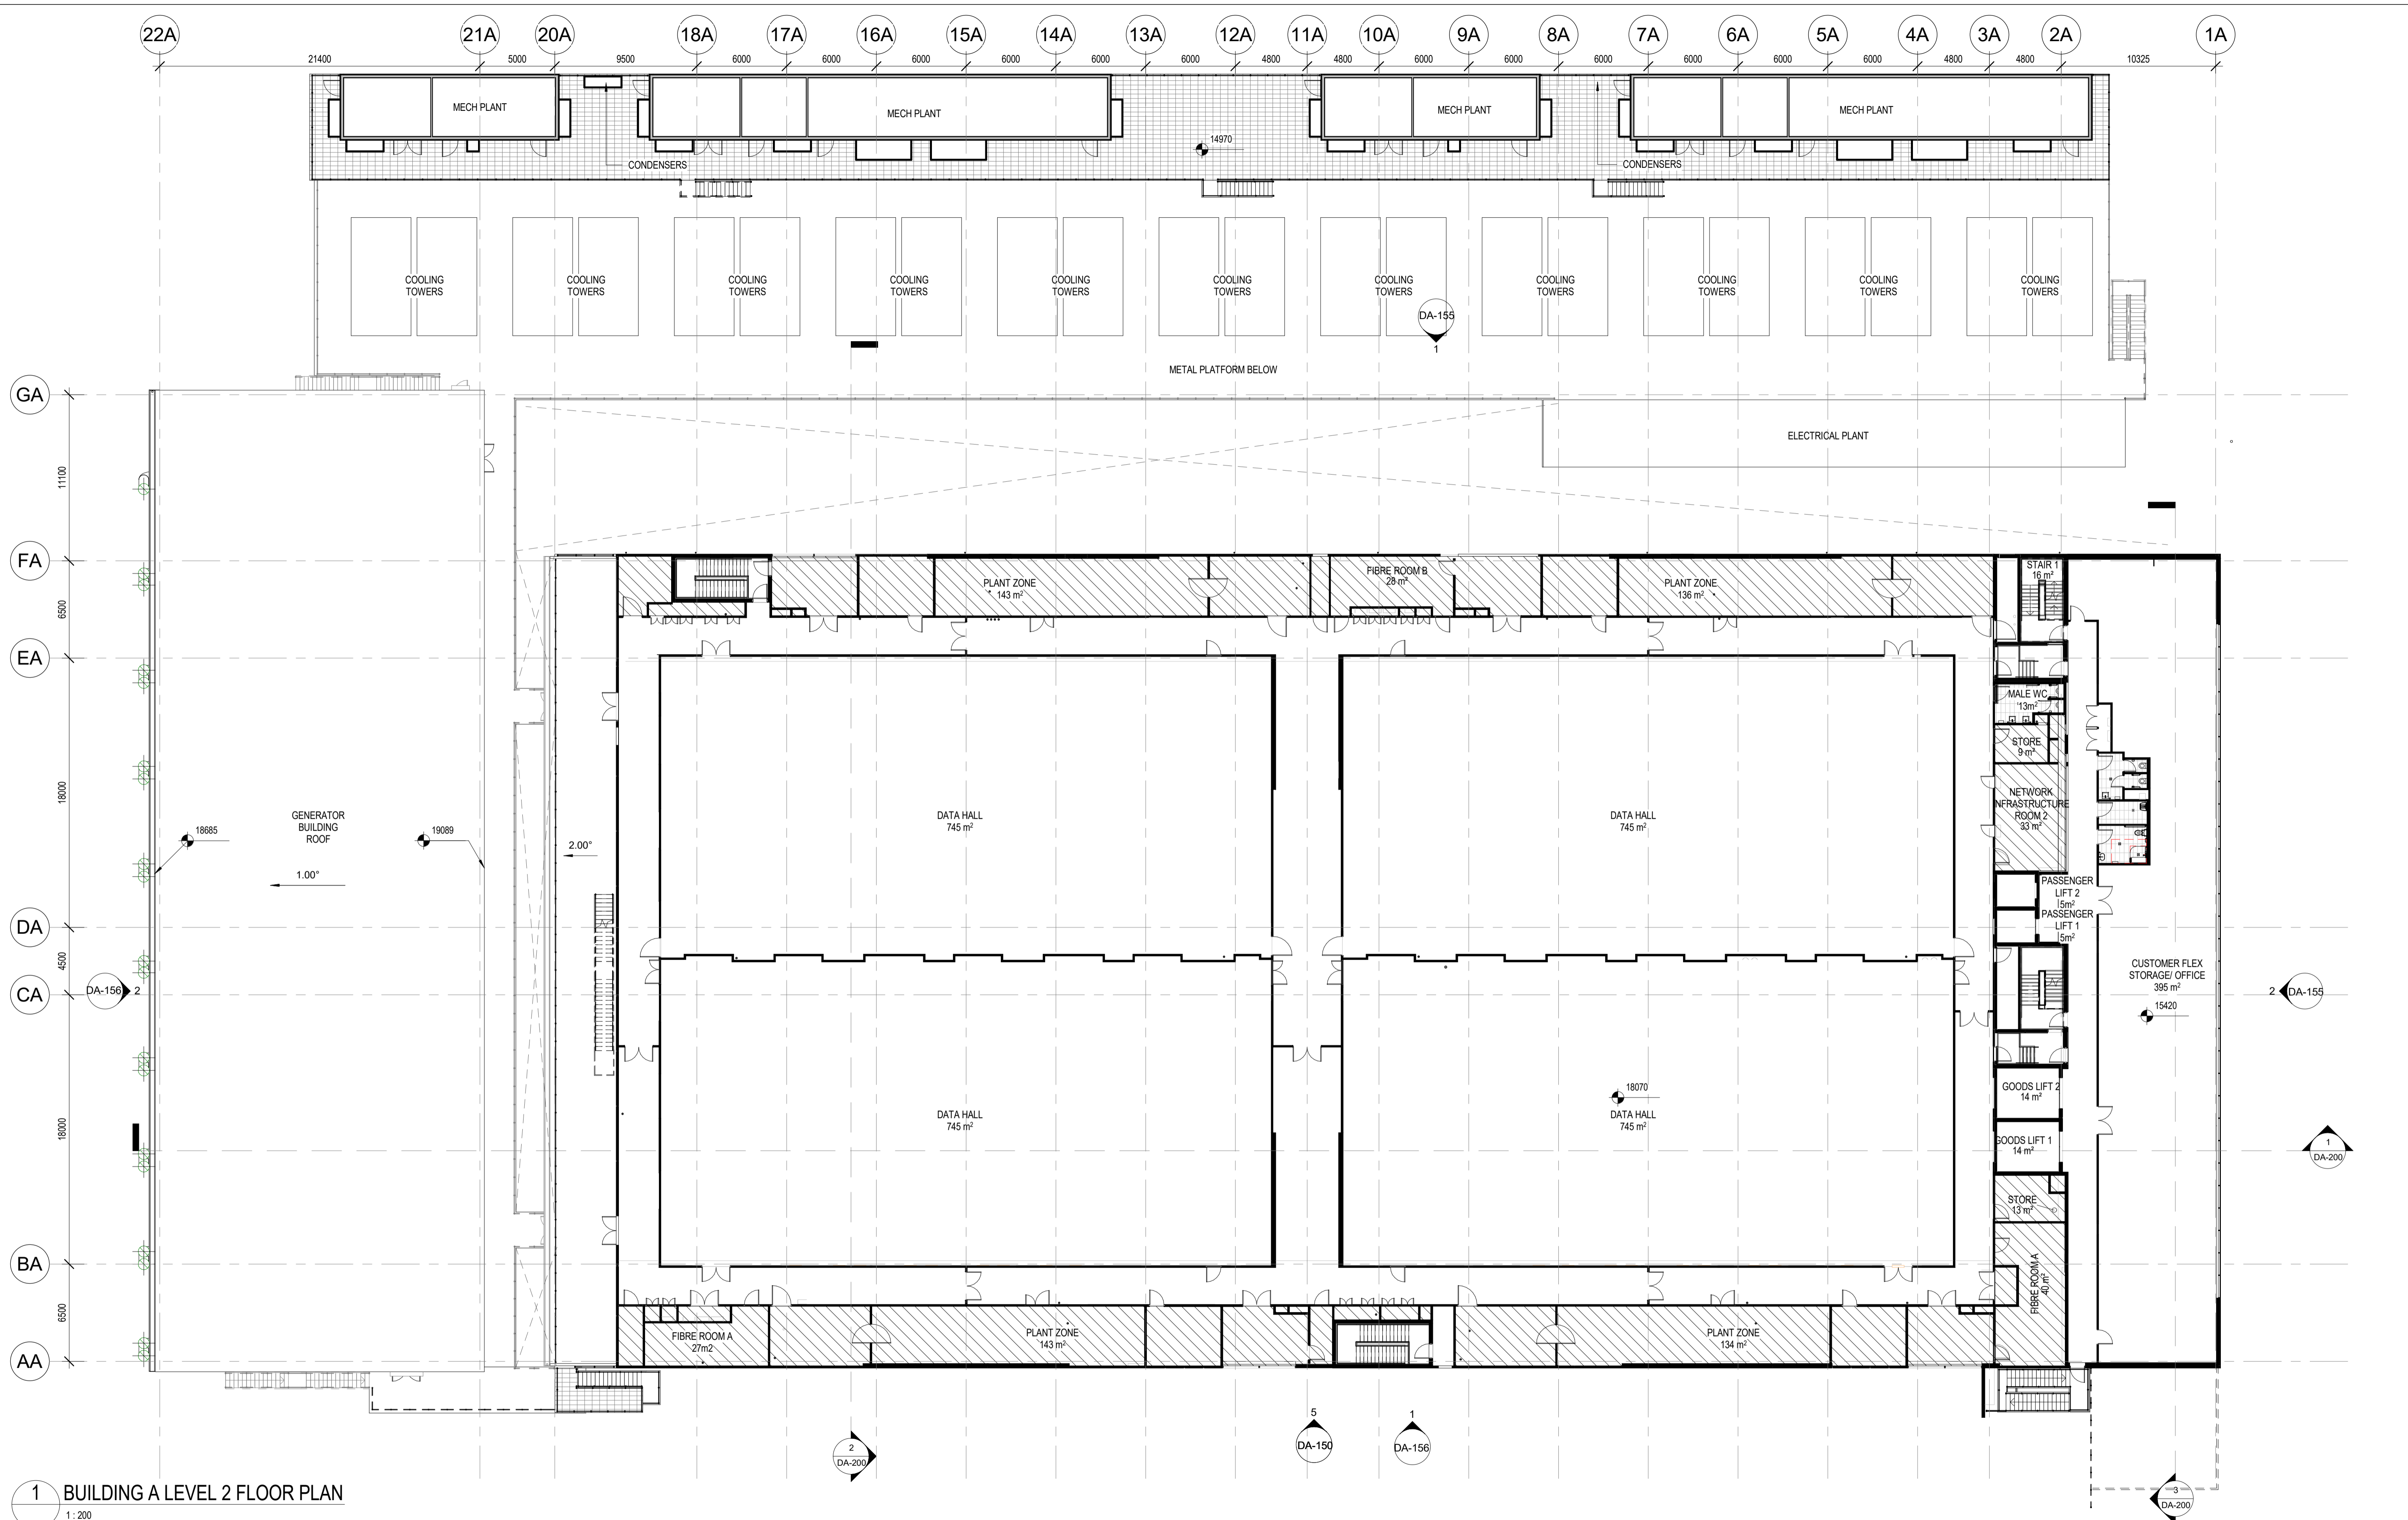 22A 21A 20A 18A 17A 16A 15A 14A 13A 12A 11A 10A 9A 8A 7A 6A 5A 4A 3A 2A 1A
21400 5000 9500 6000 6000 6000 6000 6000 6000 4800 4800 6000 6000 6000 6000 6000 6000 4800 4800 10325
MECH PLANT
MECH PLANT
MECH PLANT
MECH PLANT
14970
CONDENSERS
CONDENSERS
COOLING
TOWERS
COOLING
TOWERS
COOLING
TOWERS
COOLING
TOWERS
COOLING
TOWERS
COOLING
TOWERS
COOLING
TOWERS
COOLING
TOWERS
COOLING
TOWERS
COOLING
TOWERS
COOLING
TOWERS
DA-155
1
METAL PLATFORM BELOW
GA
ELECTRICAL PLANT
11100
FA
6500
EA
18000
DA
4500
CA
18000
BA
6500
AA
PLANT ZONE
143 m²
FIBRE ROOM B
28 m²
PLANT ZONE
136 m²
STAIR 1
16 m²
MALE WC
13m²
STORE
9 m²
NETWORK
INFRASTRUCTURE
ROOM 2
33 m²
GENERATOR
BUILDING
ROOF
18685
19089
1.00°
2.00°
DATA HALL
745 m²
DATA HALL
745 m²
PASSENGER
LIFT 2
5m²
PASSENGER
LIFT 1
5m²
CUSTOMER FLEX
STORAGE/ OFFICE
395 m²
15420
DA-156
2
2
DA-155
GOODS LIFT 2
14 m²
GOODS LIFT 1
14 m²
18070
DATA HALL
745 m²
DATA HALL
745 m²
1
DA-200
STORE
13 m²
FIBRE ROOM A
40 m²
FIBRE ROOM A
27m2
PLANT ZONE
143 m²
PLANT ZONE
134 m²
2
DA-200
5
DA-150
1
DA-156
3
DA-200
1
BUILDING A LEVEL 2 FLOOR PLAN
1 : 200